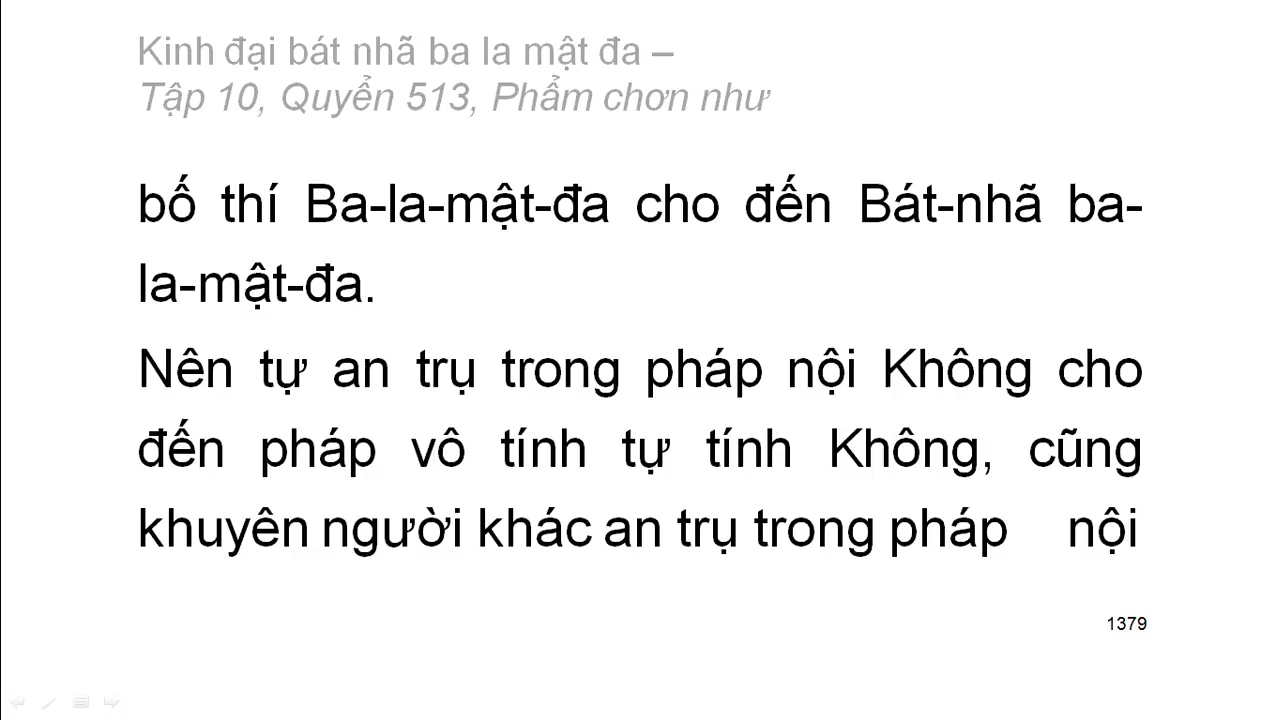 Kinh đại bát nhã ba la mật đa –
Tập 10, Quyển 513, Phẩm chơn như
bố thí Ba-la-mật-đa cho đến Bát-nhã ba-
la-mật-đa.
Nên tự an trụ trong pháp nội Không cho
đến pháp vô tính tự tính Không, cũng
khuyên người khác an trụ trong pháp nội
1379